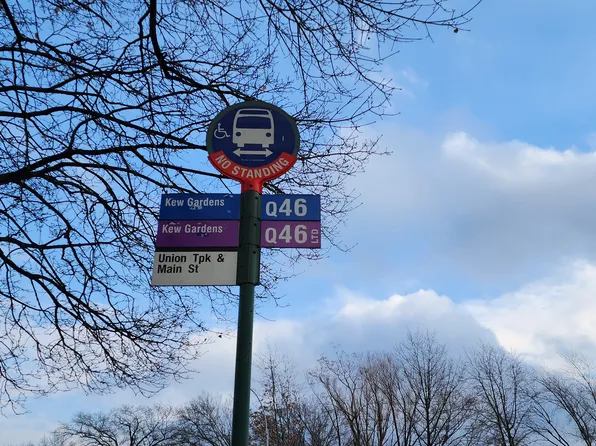 NO STANDING
Kew Gardens Q46
Kew Gardens Q46 LTD
Union Tpk &
Main St